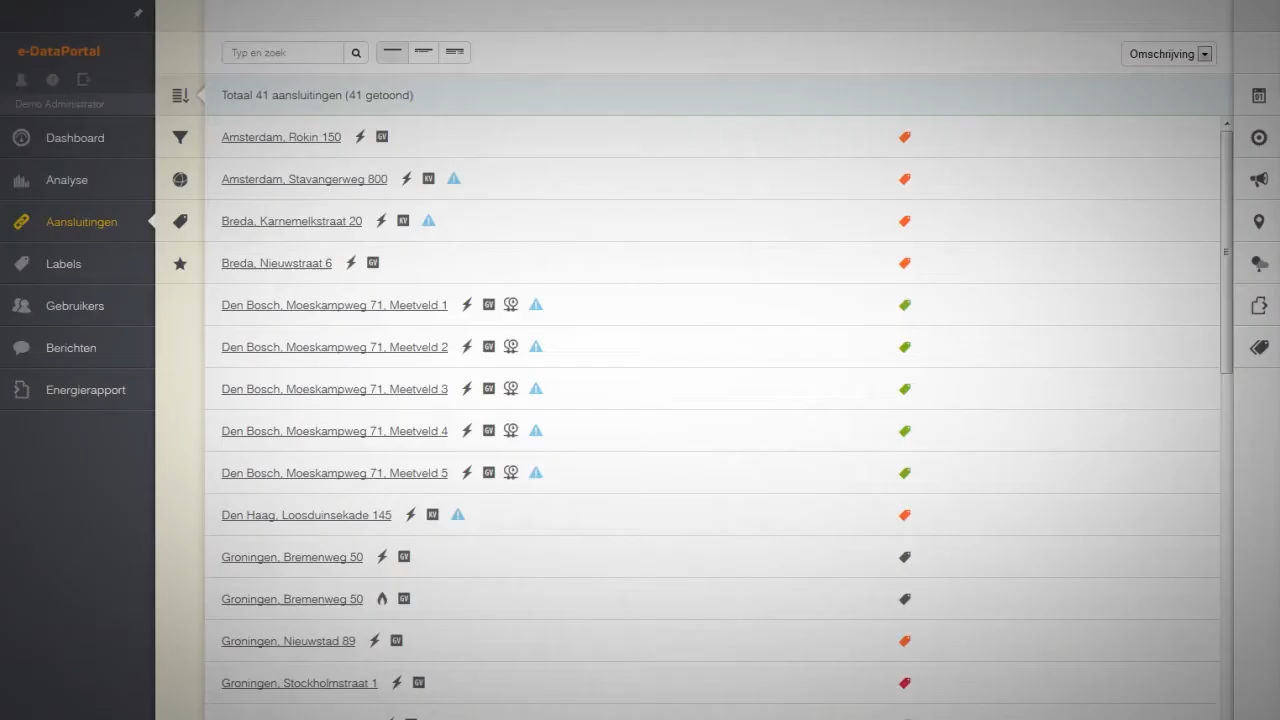 e-DataPortal
Demo Administrator
Dashboard
Analyse
Aansluitingen
Labels
Gebruikers
Berichten
Energierapport
Typ en zoek
Omschrijving
Totaal 41 aansluitingen (41 getoond)
01
Amsterdam, Rokin 150 GV
Amsterdam, Stavangerweg 800 KV
Breda, Karnemelkstraat 20 KV
Breda, Nieuwstraat 6 GV
Den Bosch, Moeskampweg 71, Meetveld 1 GV
Den Bosch, Moeskampweg 71, Meetveld 2 GV
Den Bosch, Moeskampweg 71, Meetveld 3 GV
Den Bosch, Moeskampweg 71, Meetveld 4 GV
Den Bosch, Moeskampweg 71, Meetveld 5 GV
Den Haag, Loosduinsekade 145 KV
Groningen, Bremenweg 50 GV
Groningen, Bremenweg 50 GV
Groningen, Nieuwstad 89 GV
Groningen, Stockholmstraat 1 GV